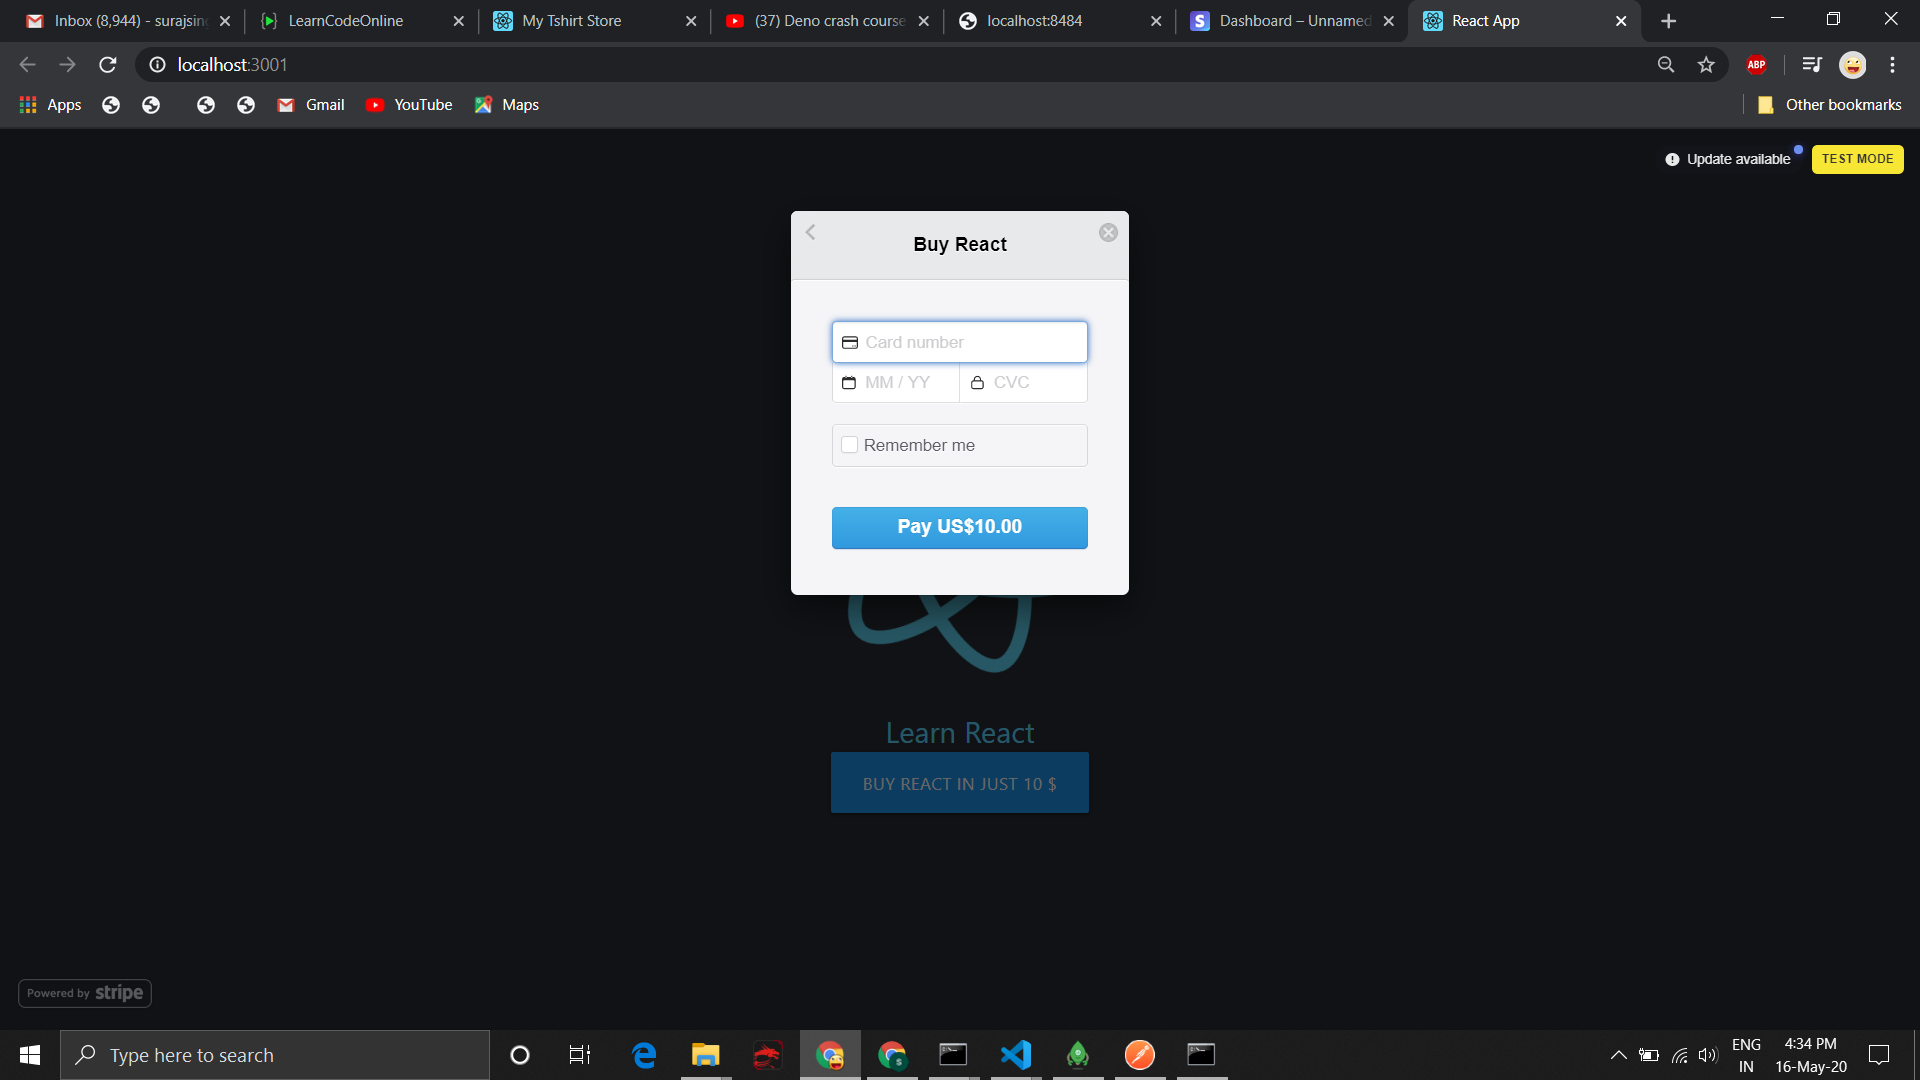 Inbox (8,944) - surajsin
LearnCodeOnline
My Tshirt Store
(37) Deno crash course
localhost:8484
Dashboard – Unnamed
React App
localhost:3001
ABP
Apps
Gmail
YouTube
Maps
Other bookmarks
Update available
TEST MODE
Buy React
Card number
MM / YY
CVC
Remember me
Pay US$10.00
Learn React
BUY REACT IN JUST 10 $
Powered by stripe
Type here to search
ENG
IN
4:34 PM
16-May-20